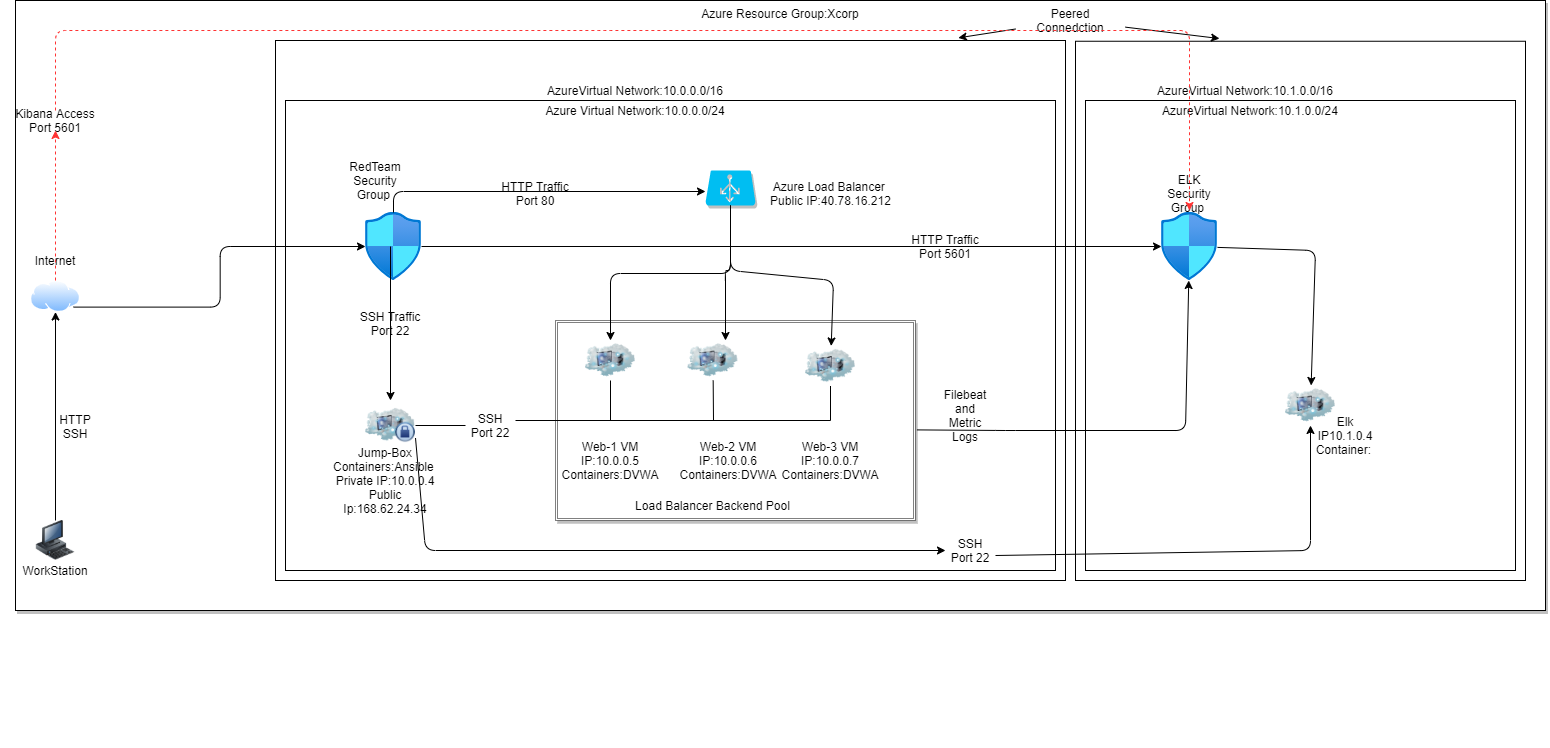 Azure Resource Group:Xcorp
Peered
Connedction
Kibana Access
Port 5601
AzureVirtual Network:10.0.0.0/16
Azure Virtual Network:10.0.0.0/24
AzureVirtual Network:10.1.0.0/16
AzureVirtual Network:10.1.0.0/24
RedTeam
Security
Group
HTTP Traffic
Port 80
Azure Load Balancer
Public IP:40.78.16.212
ELK
Security
Group
HTTP Traffic
Port 5601
Internet
SSH Traffic
Port 22
HTTP
SSH
SSH
Port 22
Filebeat
and
Metric
Logs
Elk
IP10.1.0.4
Container:
Jump-Box
Containers:Ansible
Private IP:10.0.0.4
Public
Ip:168.62.24.34
Web-1 VM
IP:10.0.0.5
Containers:DVWA
Web-2 VM
IP:10.0.0.6
Containers:DVWA
Web-3 VM
IP:10.0.0.7
Containers:DVWA
Load Balancer Backend Pool
SSH
Port 22
WorkStation